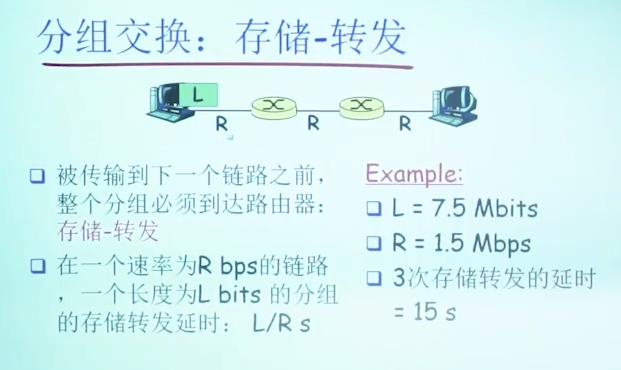 分组交换：存储-转发
L
R R R
被传输到下一个链路之前，
整个分组必须到达路由器：
存储-转发
在一个速率为R bps的链路
，一个长度为L bits 的分组
的存储转发延时： L/R s
Example:
L = 7.5 Mbits
R = 1.5 Mbps
3次存储转发的延时
= 15 s